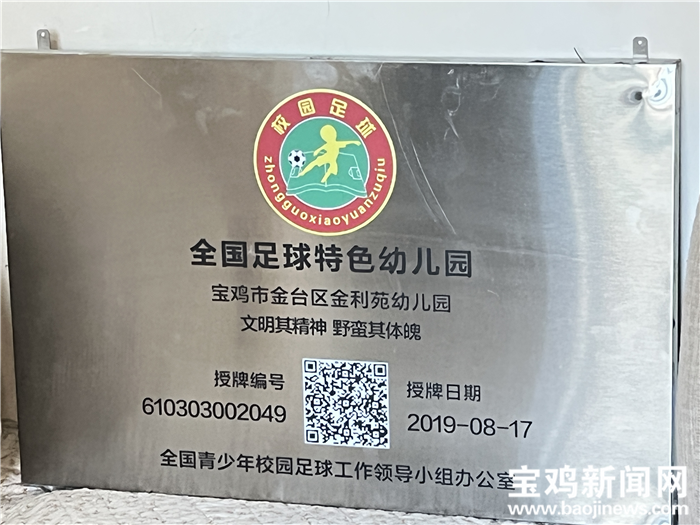 校园足球
zhongguoxiaoyuanzuqiu
全国足球特色幼儿园
宝鸡市金台区金利苑幼儿园
文明其精神 野蛮其体魄
授牌编号
610303002049
授牌日期
2019-08-17
全国青少年校园足球工作领导小组办公室
宝鸡新闻网
www.baojinews.com